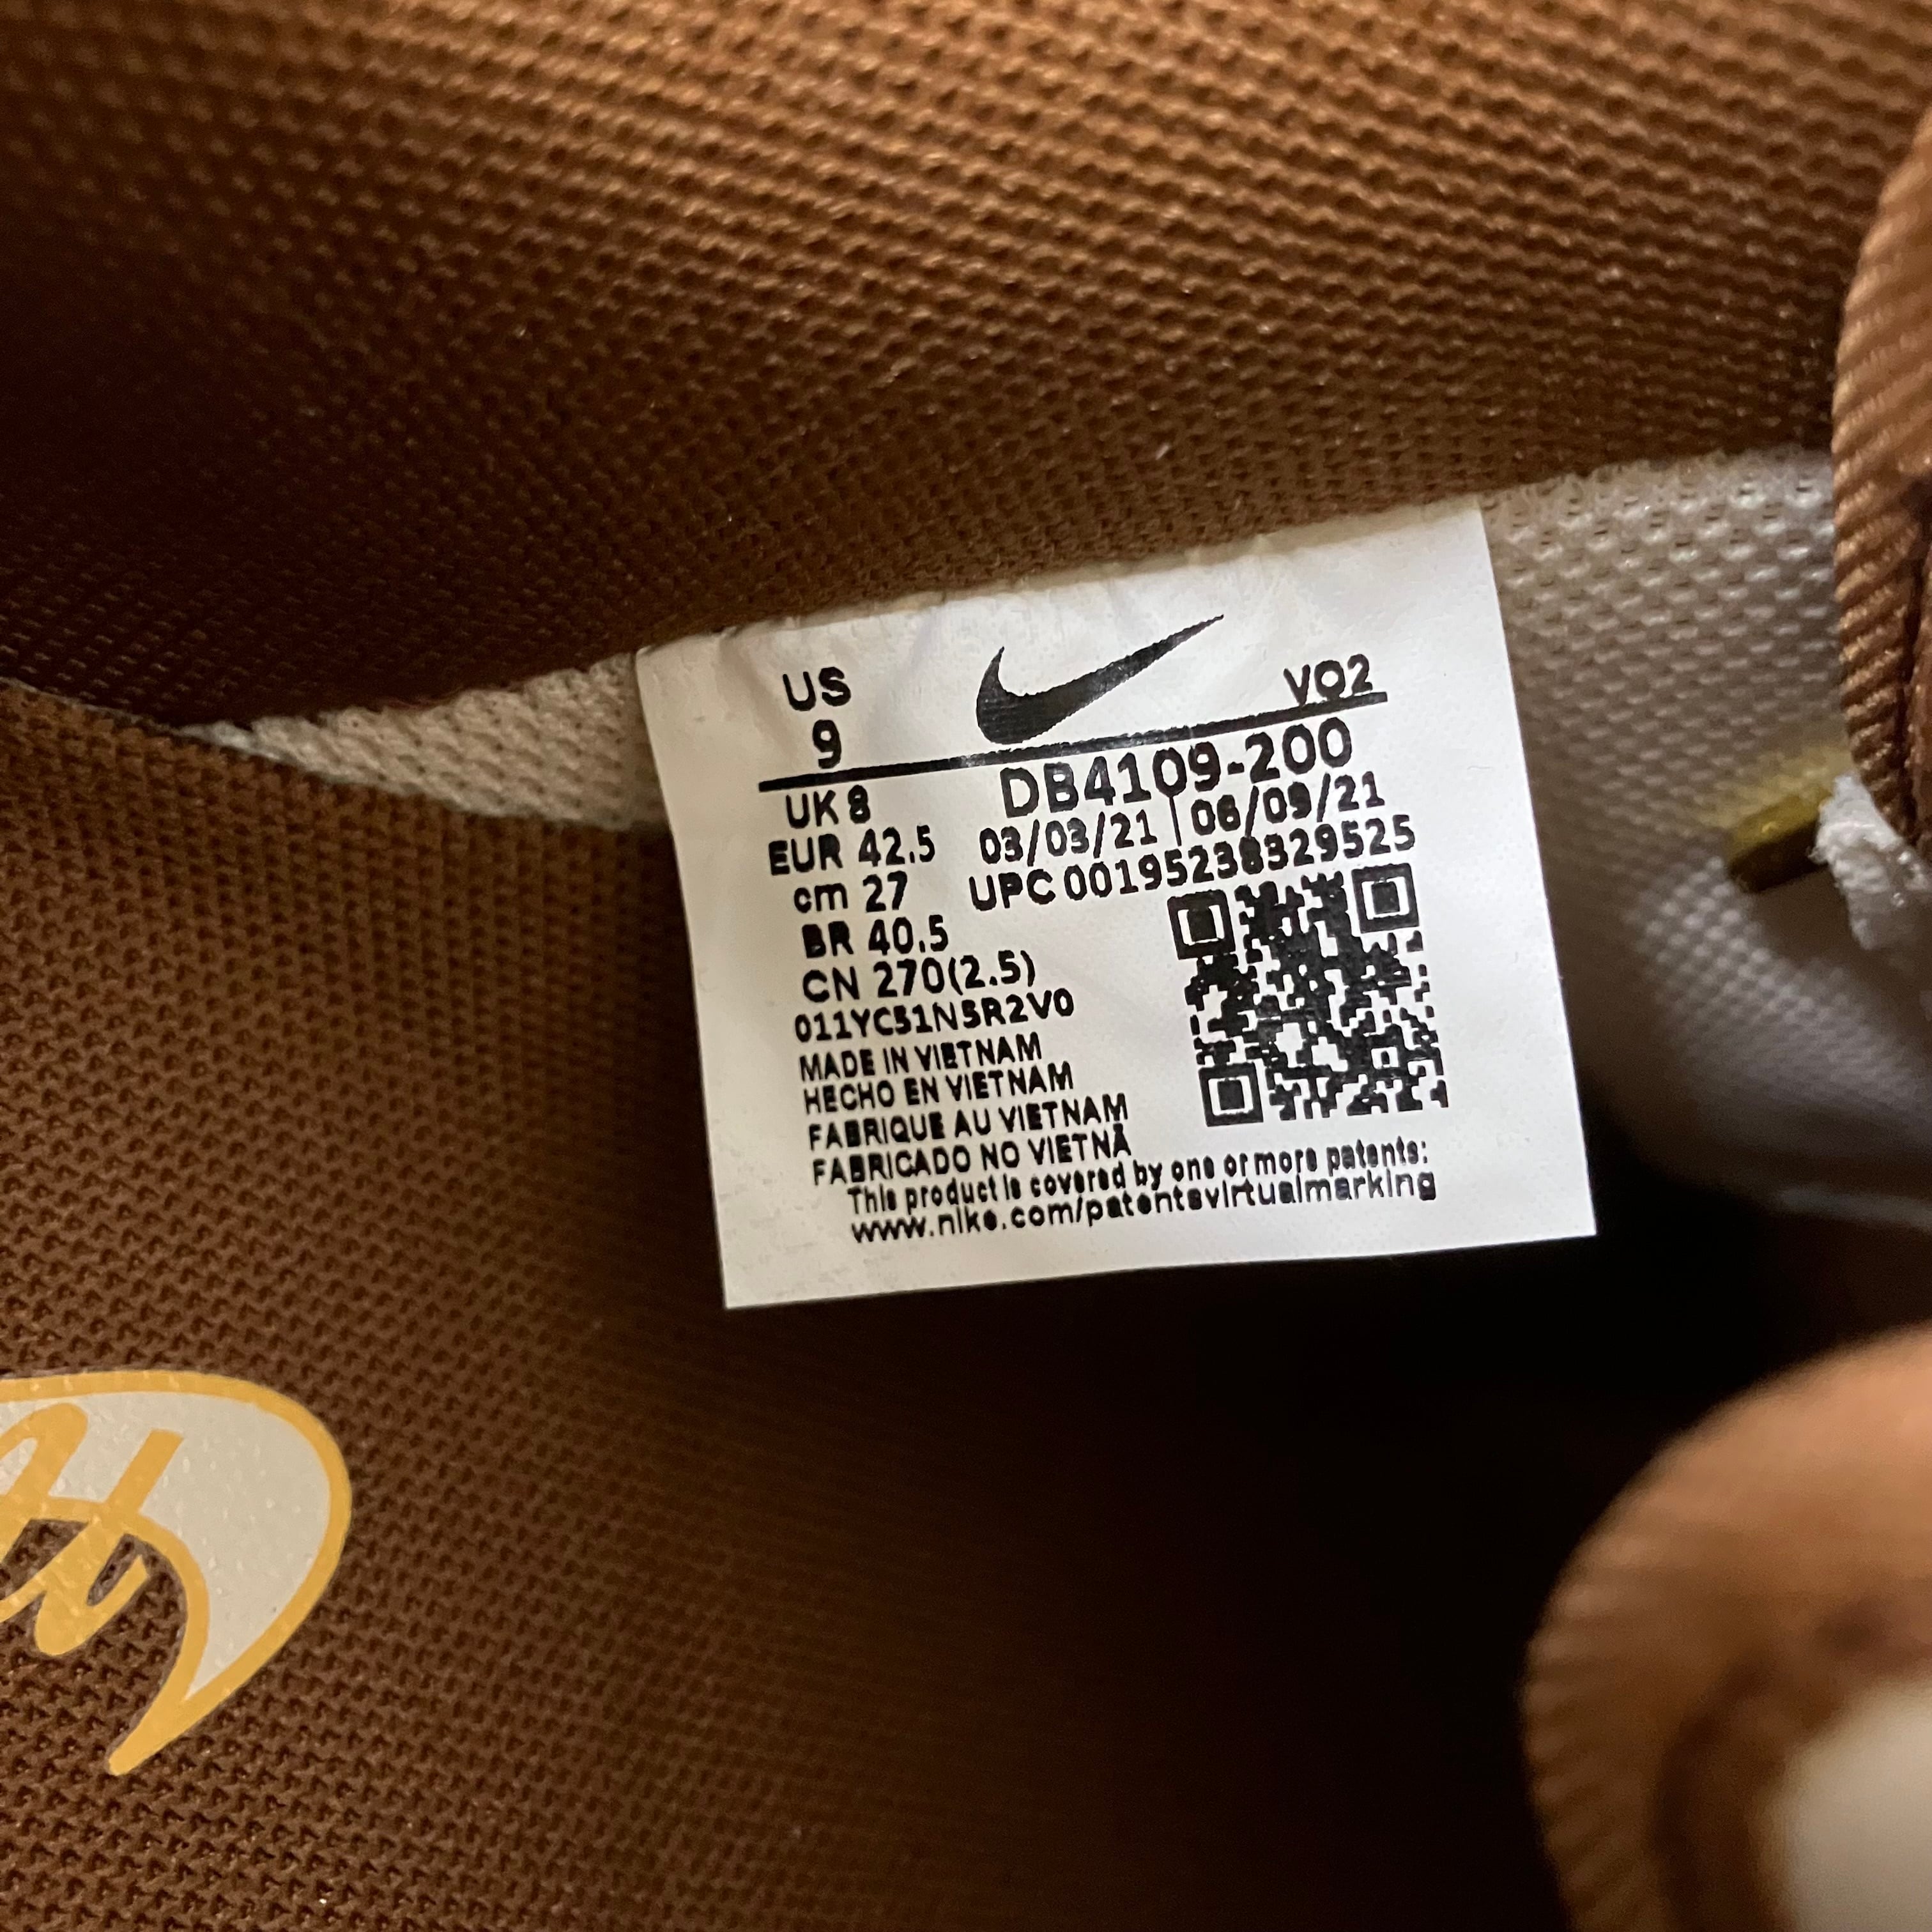 US
9
VO2
DB4109-200
UK 8
EUR 42.5
03/03/21 | 06/09/21
cm 27
UPC 00195238329525
BR 40.5
CN 270(2.5)
011YC51N5R2V0
MADE IN VIETNAM
HECHO EN VIETNAM
FABRIQUE AU VIETNAM
FABRICADO NO VIETNÃ
This product is covered by one or more patents:
www.nike.com/patentsvirtualmarking